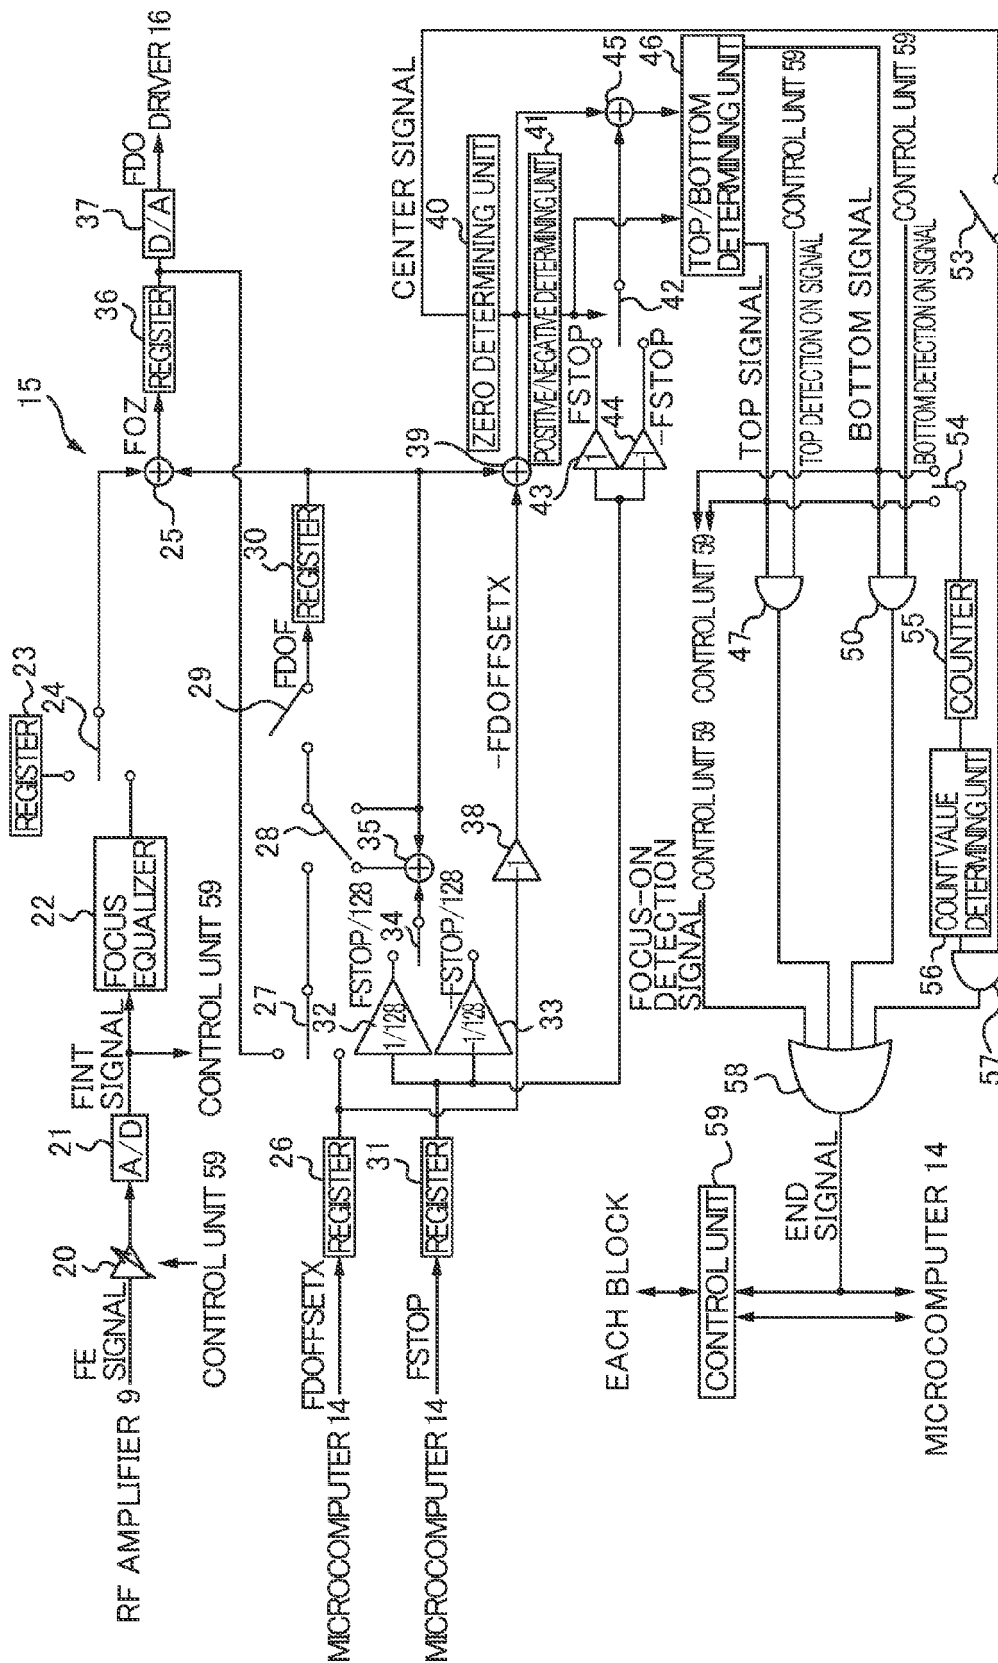 15
RF AMPLIFIER 9
FE
SIGNAL
20
CONTROL UNIT 59
21
A/D
FINT
SIGNAL
CONTROL UNIT 59
22
FOCUS
EQUALIZER
REGISTER
23
24
25
FOZ
36
REGISTER
37
D/A
FDO
DRIVER 16
MICROCOMPUTER 14
FDOFFSETX
26
REGISTER
27
28
29
FDOF
30
REGISTER
MICROCOMPUTER 14
FSTOP
31
REGISTER
32
1/128
FSTOP/128
33
1/128
-FSTOP/128
34
35
38
-1
-FDOFFSETX
39
CENTER SIGNAL
40
ZERO DETERMINING UNIT
41
POSITIVE/NEGATIVE DETERMINING UNIT
43
1
FSTOP
44
-1
-FSTOP
42
45
46
TOP/BOTTOM
DETERMINING UNIT
TOP SIGNAL
TOP DETECTION ON SIGNAL
CONTROL UNIT 59
BOTTOM SIGNAL
BOTTOM DETECTION ON SIGNAL
CONTROL UNIT 59
53
54
CONTROL UNIT 59
CONTROL UNIT 59
FOCUS-ON
DETECTION
SIGNAL
47
50
55
COUNTER
56
COUNT VALUE
DETERMINING UNIT
57
58
END
SIGNAL
59
CONTROL UNIT
EACH BLOCK
MICROCOMPUTER 14